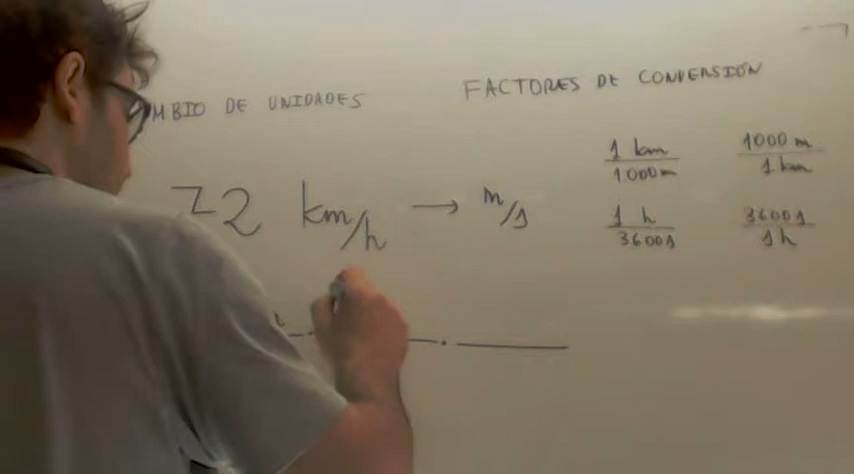 MBIO DE UNIDADES
FACTORES DE CONVERSIÓN
72 km/h → m/s
1 km
1000 m
1000 m
1 km
1 h
3600 s
3600 s
1 h